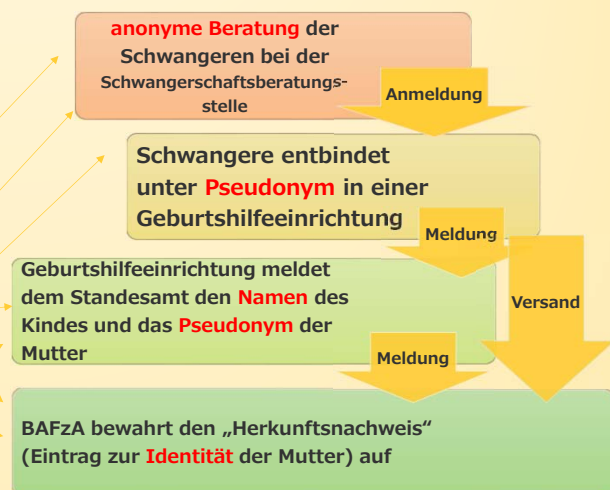 anonyme Beratung der
Schwangeren bei der
Schwangerschaftsberatungs-
stelle
Anmeldung
Schwangere entbindet
unter Pseudonym in einer
Geburtshilfeeinrichtung
Meldung
Geburtshilfeeinrichtung meldet
dem Standesamt den Namen des
Kindes und das Pseudonym der
Mutter
Versand
Meldung
BAFzA bewahrt den „Herkunftsnachweis“
(Eintrag zur Identität der Mutter) auf